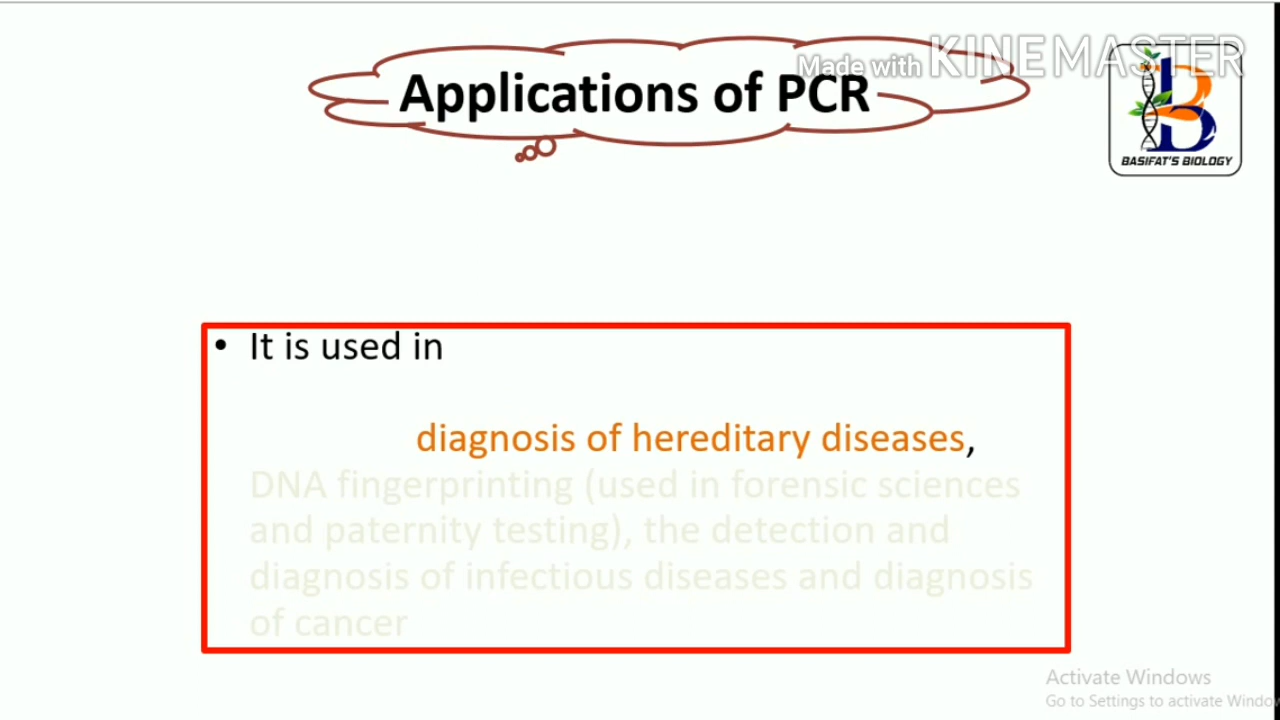 Made with KINEMASTER
Applications of PCR
BASIFAT'S BIOLOGY
• It is used in
diagnosis of hereditary diseases,
DNA fingerprinting (used in forensic sciences
and paternity testing), the detection and
diagnosis of infectious diseases and diagnosis
of cancer
Activate Windows
Go to Settings to activate Windo